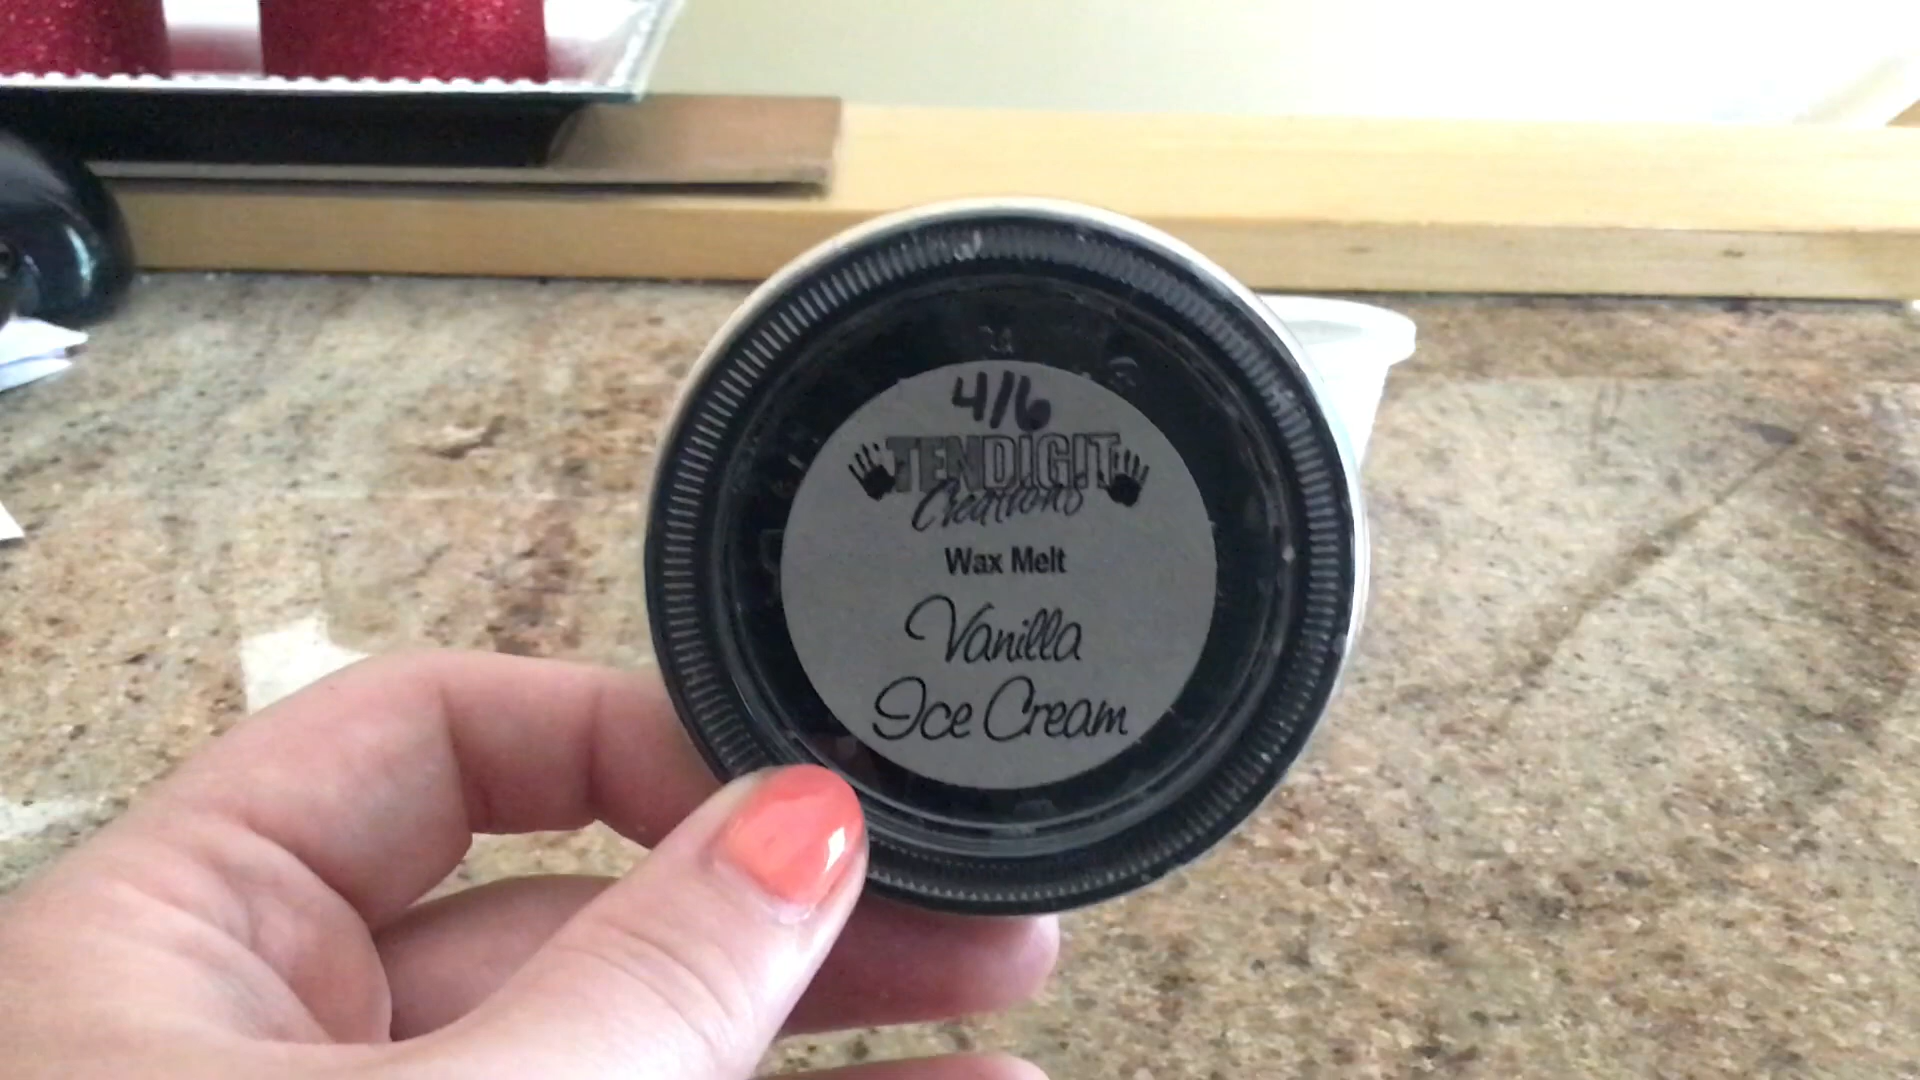 4/6
TENDIGIT
Creations
Wax Melt
Vanilla
Ice Cream